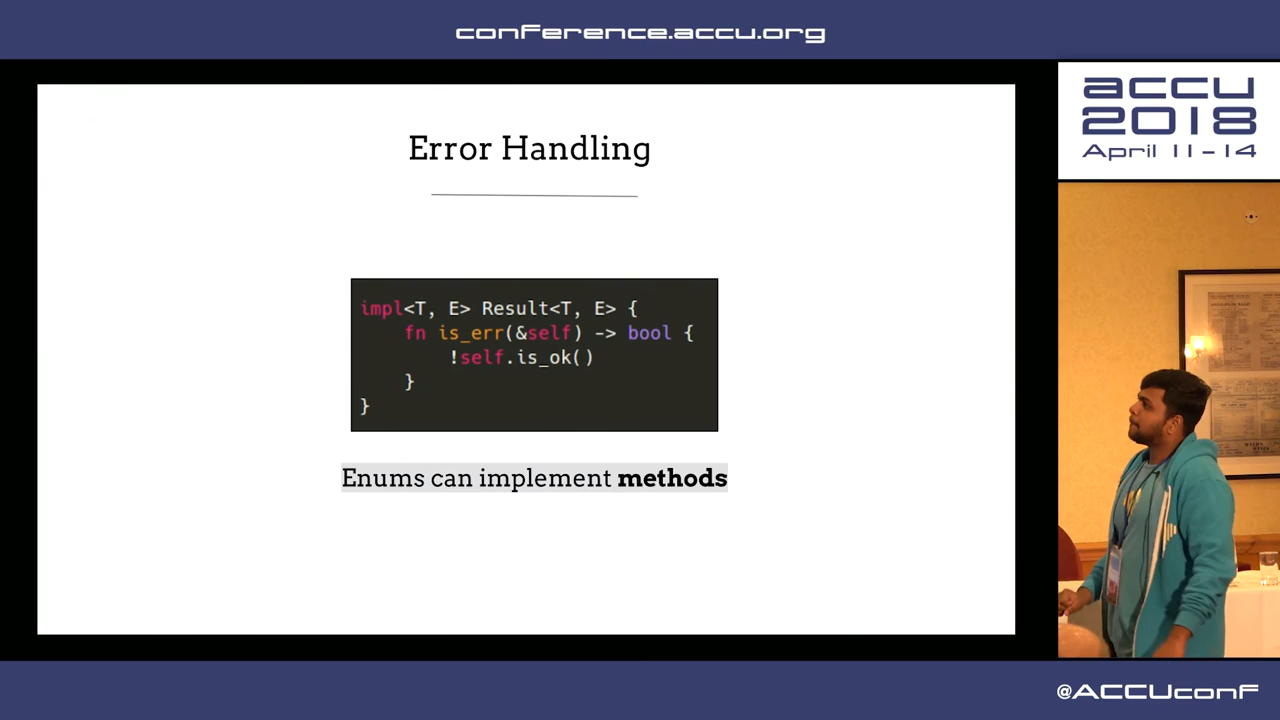 conference.accu.org
accu
2018
April 11-14
Error Handling
impl<T, E> Result<T, E> {
    fn is_err(&self) -> bool {
        !self.is_ok()
    }
}
Enums can implement methods
@ACCUconf